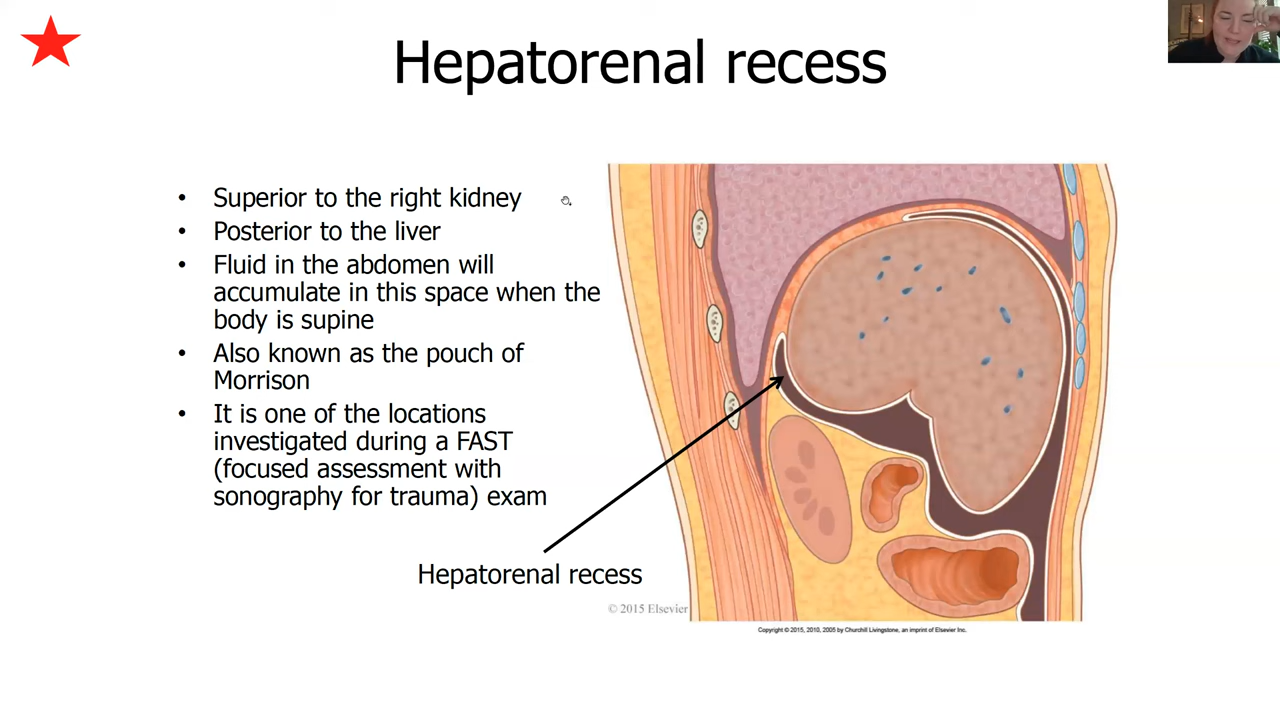 Hepatorenal recess
• Superior to the right kidney
• Posterior to the liver
• Fluid in the abdomen will
accumulate in this space when the
body is supine
• Also known as the pouch of
Morrison
• It is one of the locations
investigated during a FAST
(focused assessment with
sonography for trauma) exam
Hepatorenal recess
© 2015 Elsevier
Copyright © 2015, 2010, 2005 by Churchill Livingstone, an imprint of Elsevier Inc.